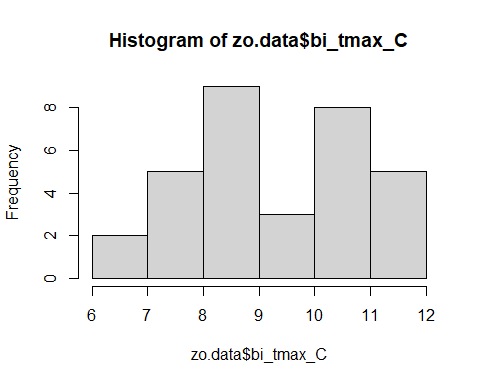 Histogram of zo.data$bi_tmax_C
Frequency
8
6
4
2
0
6 7 8 9 10 11 12
zo.data$bi_tmax_C